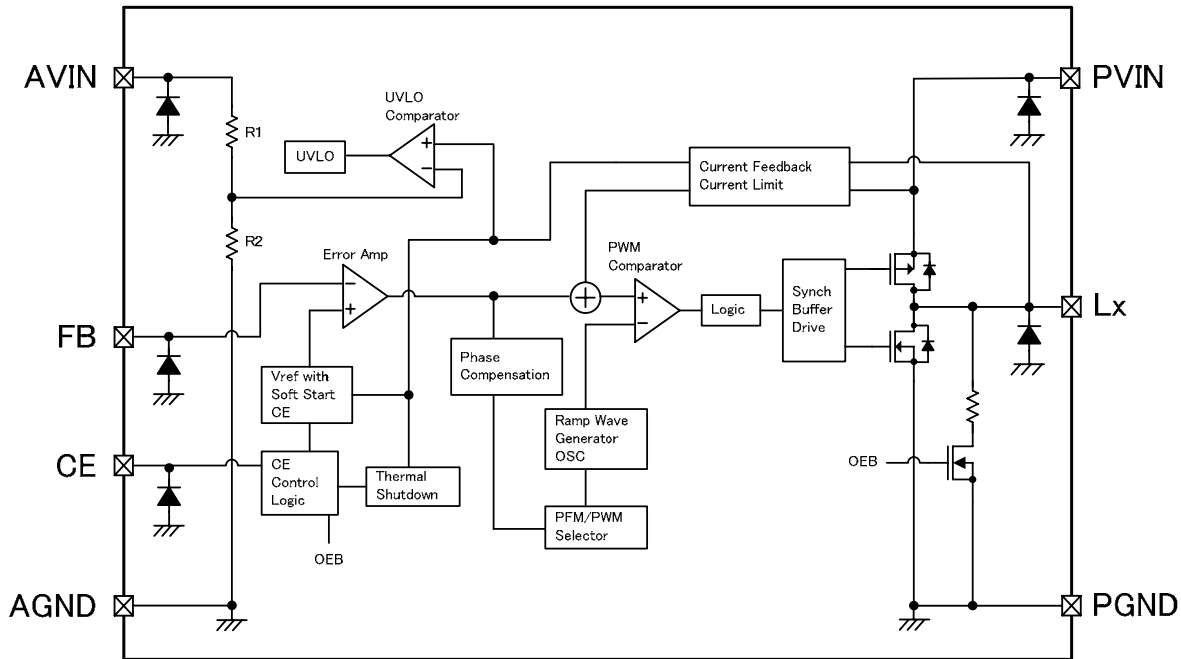 AVIN
PVIN
UVLO
Comparator
R1
+
UVLO
−
Current Feedback
Current Limit
R2
Error Amp
PWM
Comparator
−
+
+
+
−
Logic
Synch
Buffer
Drive
Lx
FB
Phase
Compensation
Vref with
Soft Start
CE
Ramp Wave
Generator
OSC
CE
CE
Control
Logic
Thermal
Shutdown
OEB
PFM/PWM
Selector
OEB
AGND
PGND